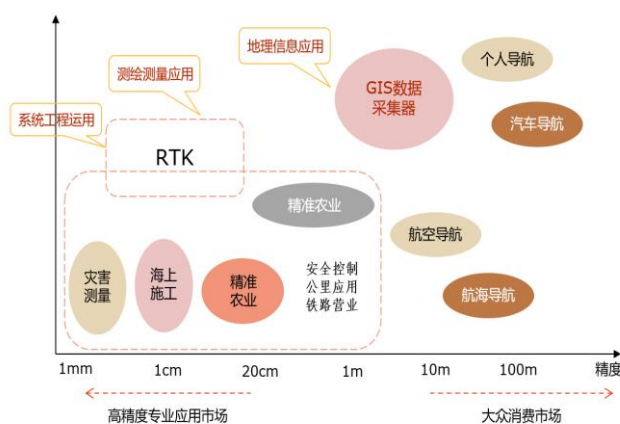 地理信息应用
个人导航
测绘测量应用
GIS数据
采集器
系统工程运用
汽车导航
RTK
精准农业
航空导航
灾害
测量
海上
施工
精准
农业
安全控制
公里应用
铁路营业
航海导航
1mm
1cm
20cm
1m
10m
100m
精度
高精度专业应用市场
大众消费市场